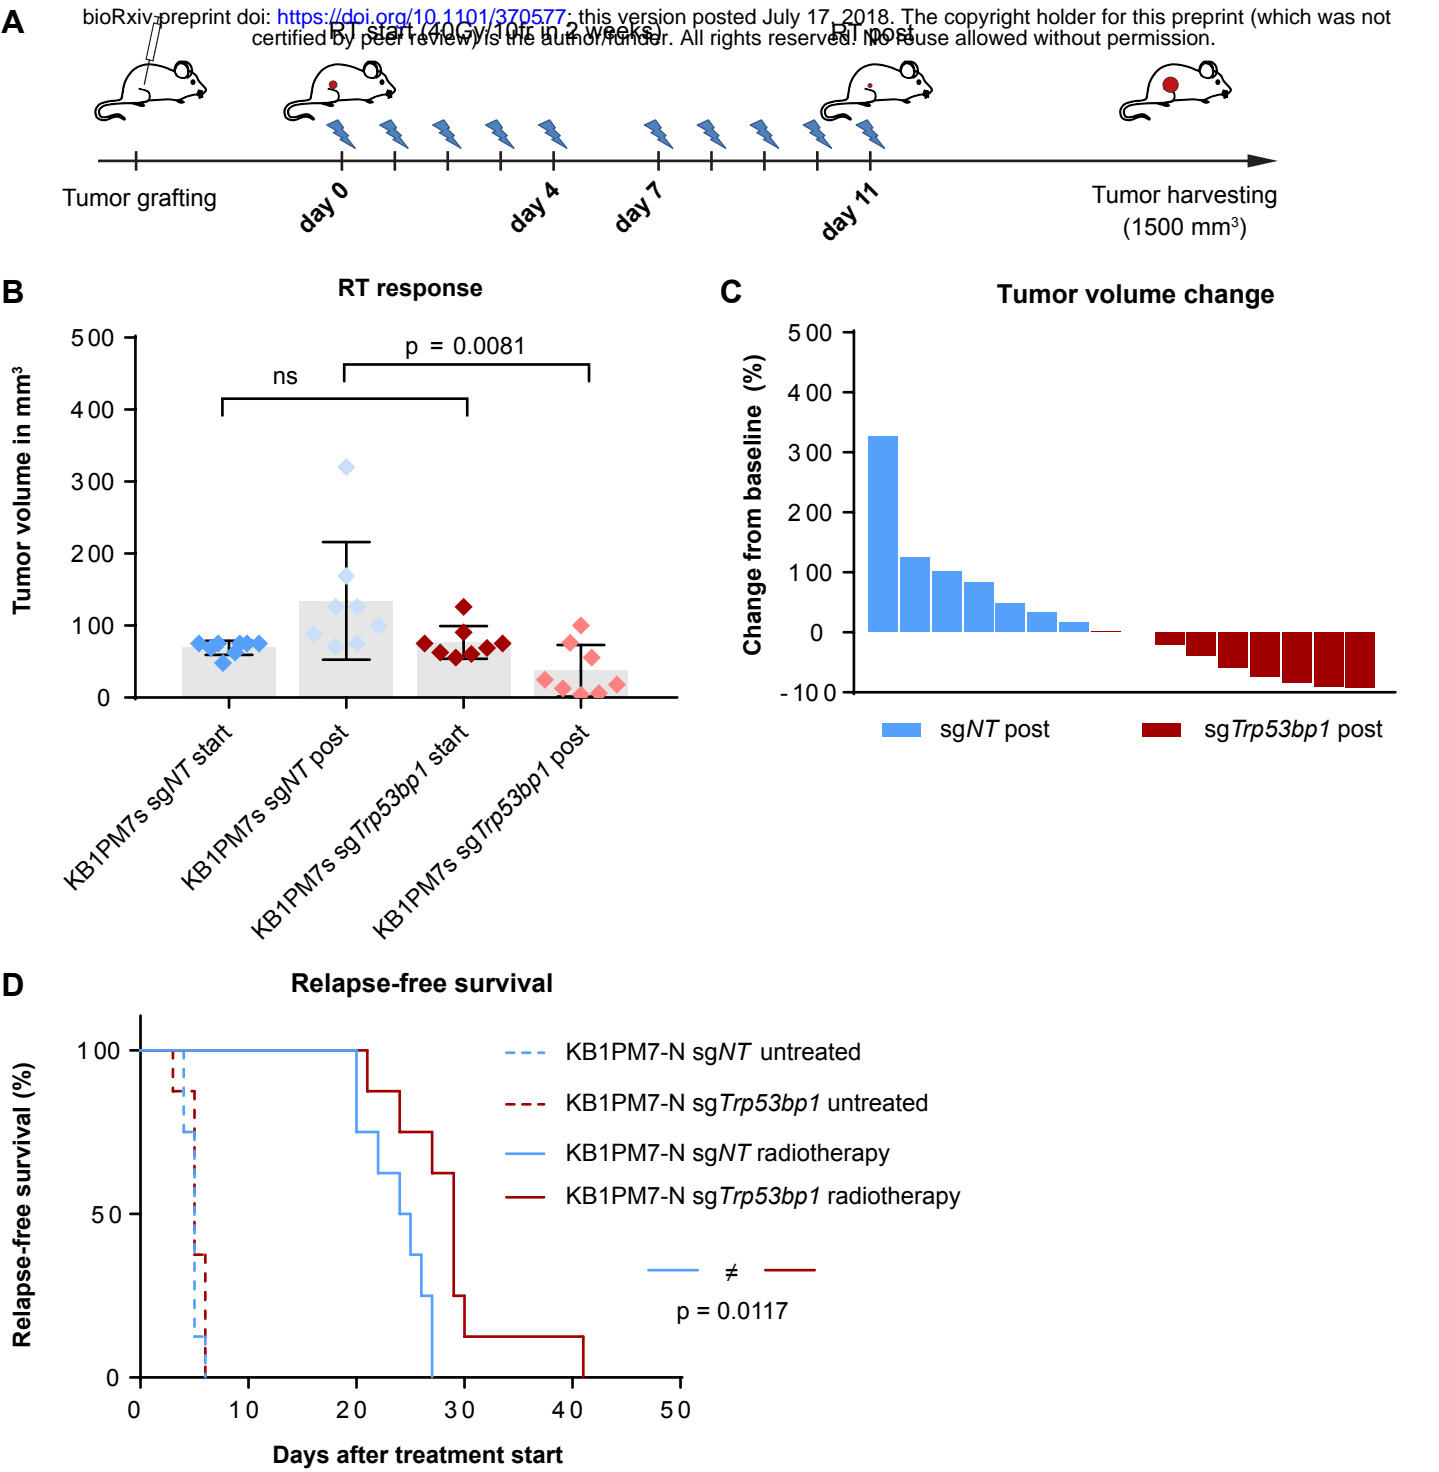 bioRxiv preprint doi: https://doi.org/10.1101/370577; this version posted July 17, 2018. The copyright holder for this preprint (which was not
certified by peer review) is the author/funder. All rights reserved. No reuse allowed without permission.
A
RT start (40Gy/10fr in 2 weeks)
RT post
Tumor grafting
day 0
day 4
day 7
day 11
Tumor harvesting
(1500 mm³)
B
RT response
Tumor volume in mm³
500
400
300
200
100
0
ns
p = 0.0081
KB1PM7s sgNT start
KB1PM7s sgNT post
KB1PM7s sgTrp53bp1 start
KB1PM7s sgTrp53bp1 post
C
Tumor volume change
Change from baseline (%)
500
400
300
200
100
0
-100
sgNT post
sgTrp53bp1 post
D
Relapse-free survival
Relapse-free survival (%)
100
50
0
0 10 20 30 40 50
Days after treatment start
KB1PM7-N sgNT untreated
KB1PM7-N sgTrp53bp1 untreated
KB1PM7-N sgNT radiotherapy
KB1PM7-N sgTrp53bp1 radiotherapy
≠
p = 0.0117